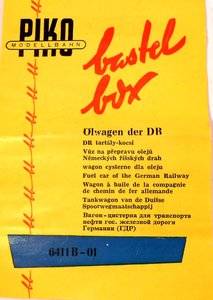 PIKO
MODELLBAHN
bastel
box
Ölwagen der DR
DR tartály-kocsi
Vůz na přepravu olejů
Německých říšských drah
wagon cysterne dla oleju
Fuel car of the German Railway
Wagon à huile de la compagnie
de chemin de fer allemande
Tankwagen van de Duitse
Spoorwegmaatschappij
Вагон-цистерна для транспорта
нефти гос. железной дороги
Германии (ГДР)
6411 B-01